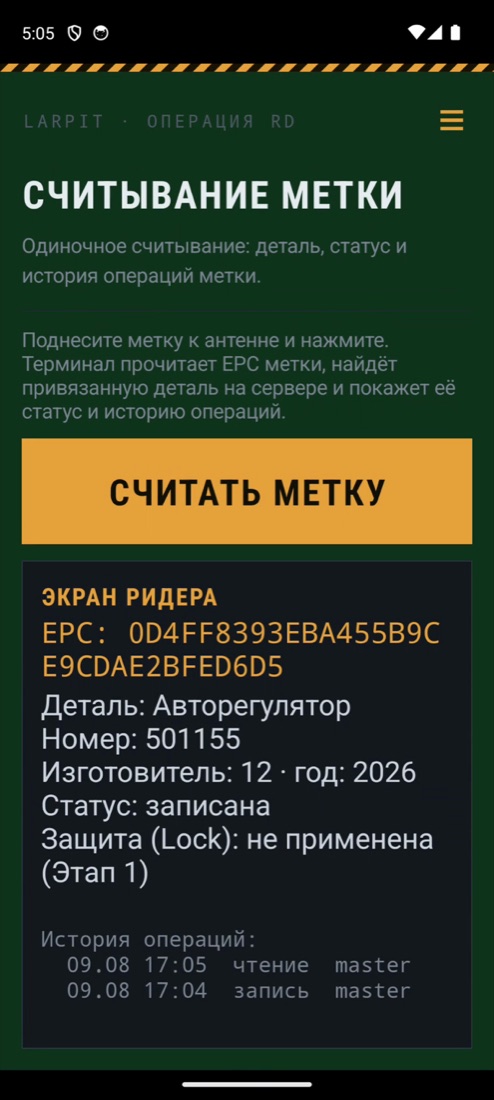 5:05
LARPIT · ОПЕРАЦИЯ RD
СЧИТЫВАНИЕ МЕТКИ
Одиночное считывание: деталь, статус и
история операций метки.
Поднесите метку к антенне и нажмите.
Терминал прочитает EPC метки, найдёт
привязанную деталь на сервере и покажет её
статус и историю операций.
СЧИТАТЬ МЕТКУ
ЭКРАН РИДЕРА
EPC: 0D4FF8393EBA455B9C
E9CDAE2BFED6D5
Деталь: Авторегулятор
Номер: 501155
Изготовитель: 12 · год: 2026
Статус: записана
Защита (Lock): не применена
(Этап 1)
История операций:
09.08 17:05 чтение master
09.08 17:04 запись master